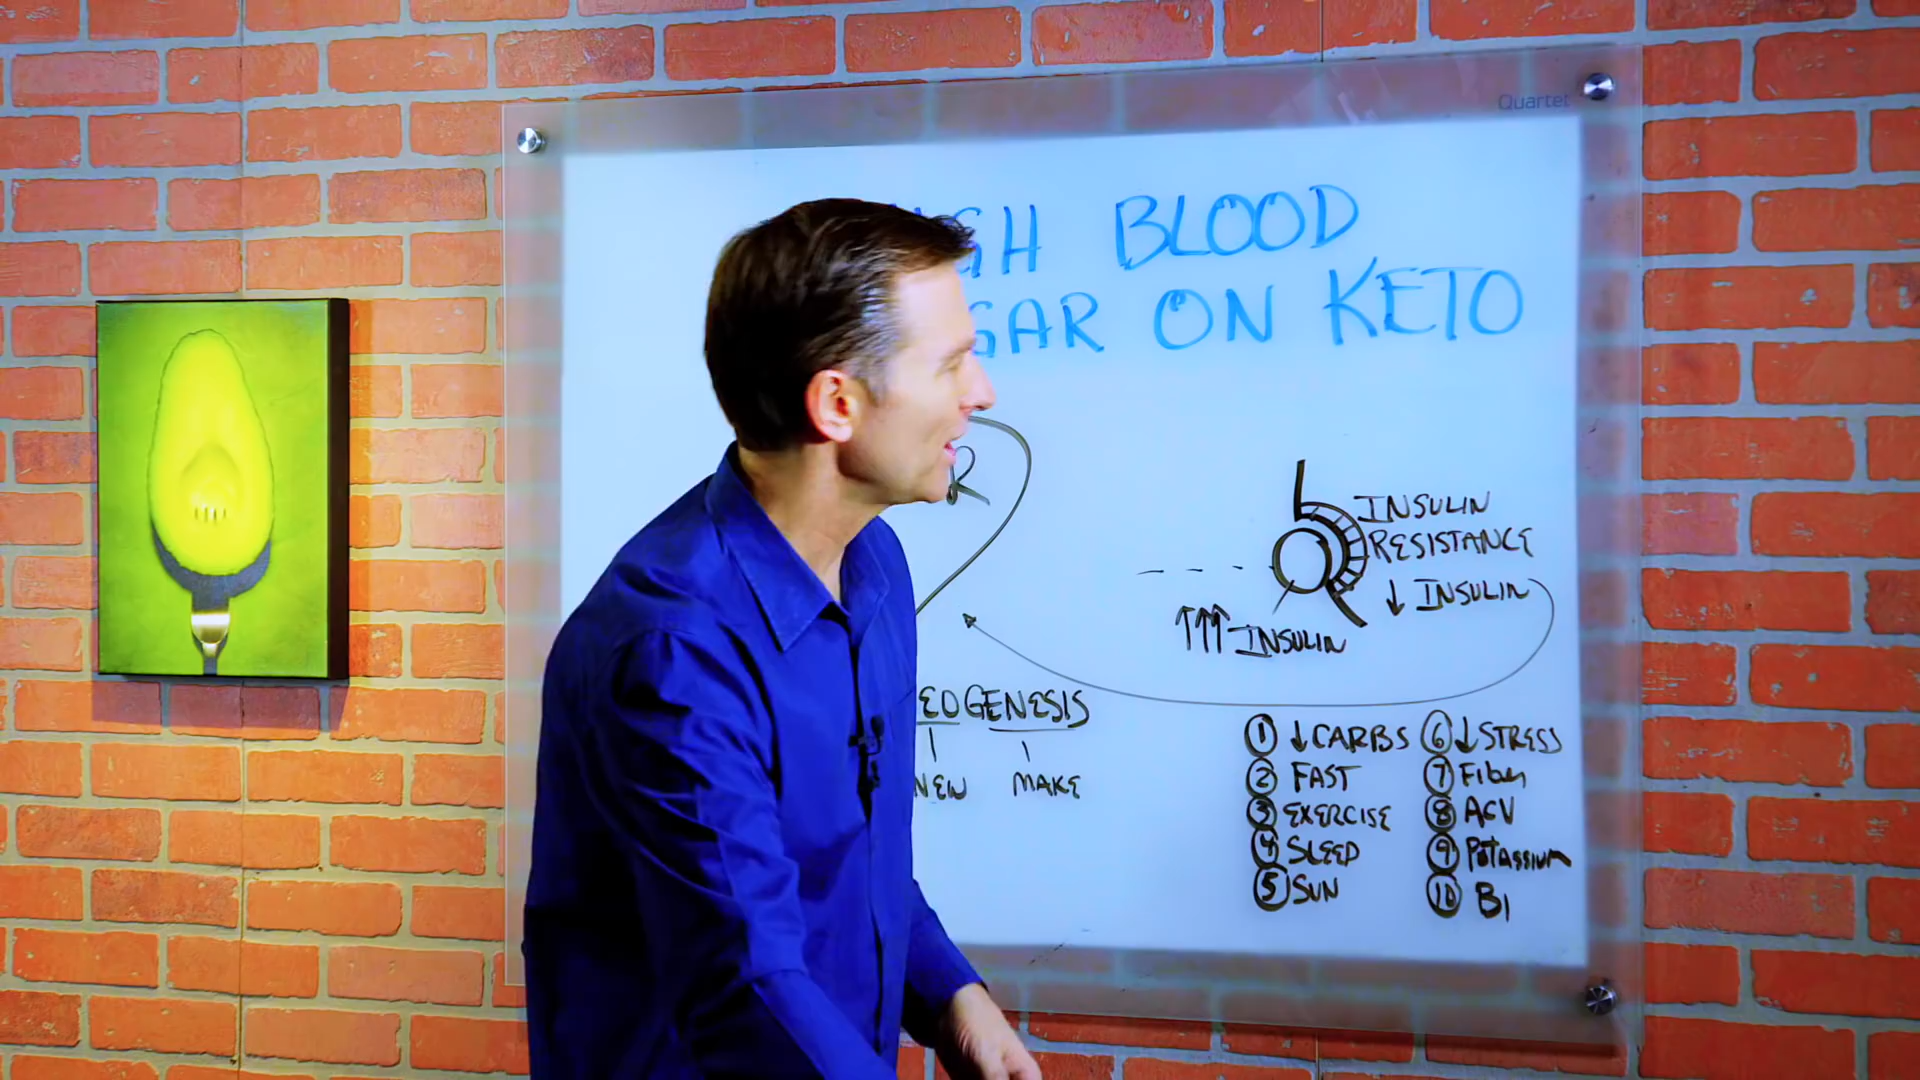 Quartet
GH BLOOD
GAR ON KETO
R
INSULIN
RESISTANCE
↓ INSULIN
↑↑↑ INSULIN
EOGENESIS
NEW MAKE
① ↓CARBS
② FAST
③ EXERCISE
④ SLEEP
⑤ SUN
⑥ ↓STRESS
⑦ Fiber
⑧ ACV
⑨ POTASSIUM
⑩ B1